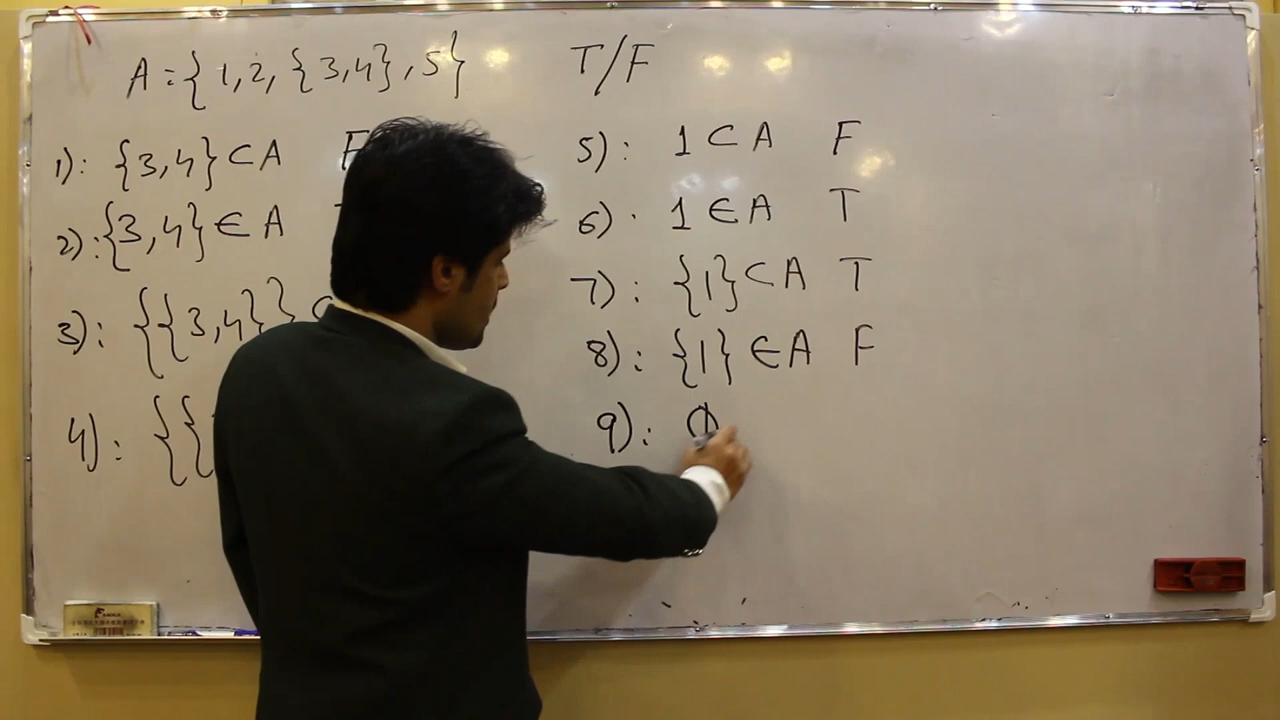 A = { 1, 2, {3,4} , 5 } T/F
1): {3,4} ⊂ A F
2): {3,4} ∈ A
3): {{3,4}}
4): {{
5): 1 ⊂ A F
6) · 1 ∈ A T
7): {1} ⊂ A T
8): {1} ∈ A F
9): Φ